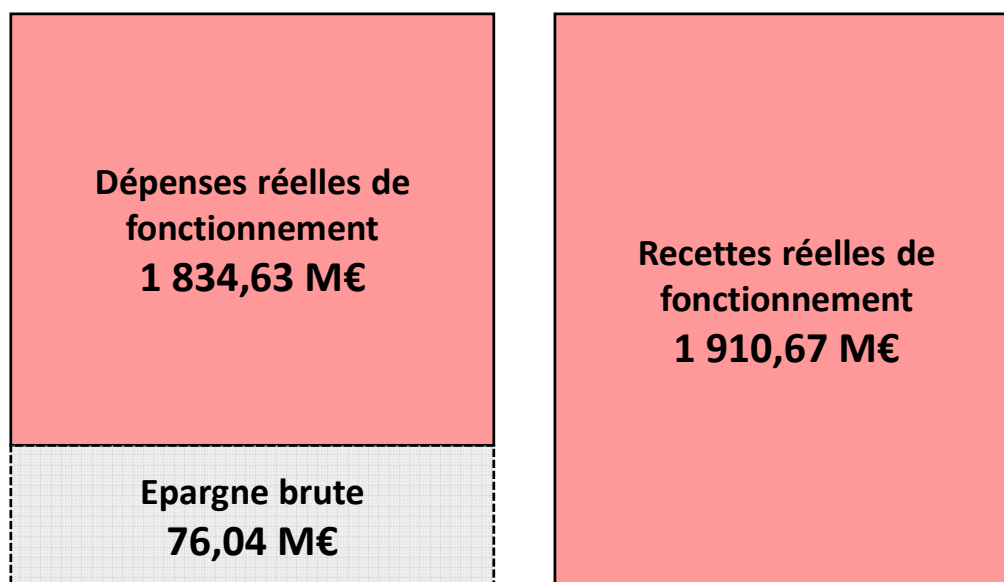 Dépenses réelles de
fonctionnement
1 834,63 M€
Epargne brute
76,04 M€
Recettes réelles de
fonctionnement
1 910,67 M€